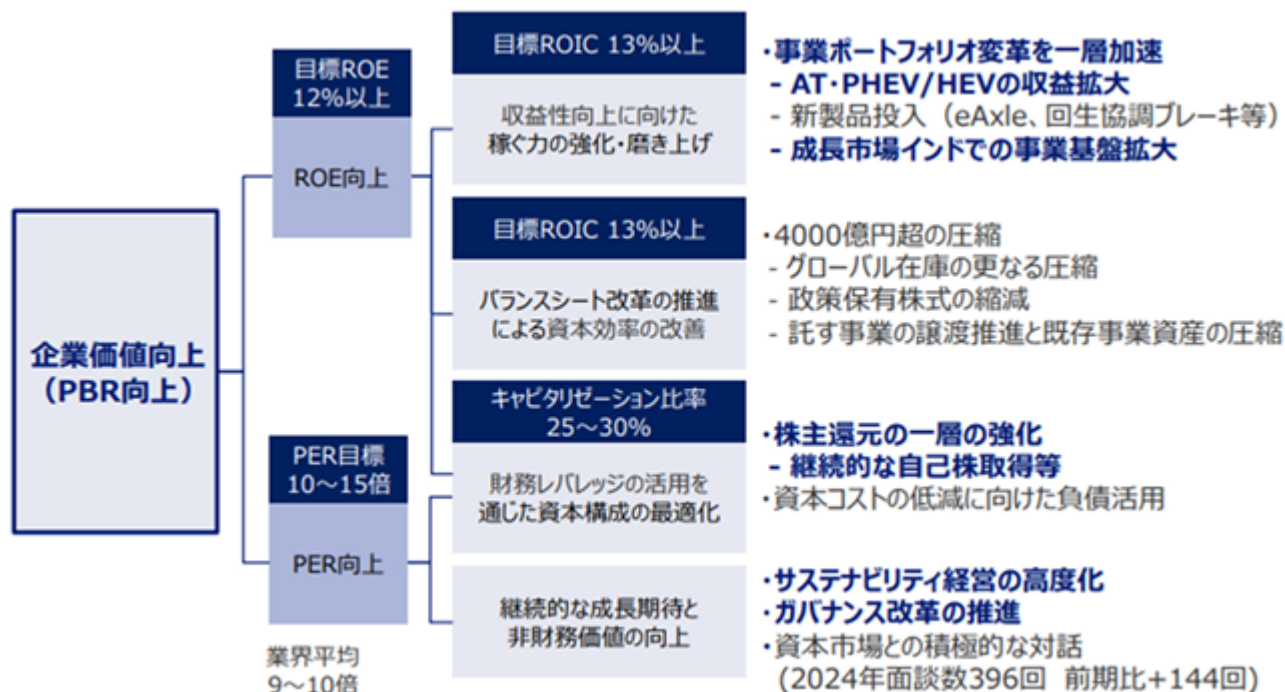 企業価値向上
（PBR向上）
目標ROE
12%以上
ROE向上
PER目標
10～15倍
PER向上
業界平均
9～10倍
目標ROIC 13%以上
収益性向上に向けた
稼ぐ力の強化・磨き上げ
・事業ポートフォリオ変革を一層加速
- AT・PHEV/HEVの収益拡大
- 新製品投入（eAxle、回生協調ブレーキ等）
- 成長市場インドでの事業基盤拡大
目標ROIC 13%以上
バランスシート改革の推進
による資本効率の改善
・4000億円超の圧縮
- グローバル在庫の更なる圧縮
- 政策保有株式の縮減
- 託す事業の譲渡推進と既存事業資産の圧縮
キャピタリゼーション比率
25～30%
財務レバレッジの活用を
通じた資本構成の最適化
・株主還元の一層の強化
- 継続的な自己株取得等
・資本コストの低減に向けた負債活用
継続的な成長期待と
非財務価値の向上
・サステナビリティ経営の高度化
・ガバナンス改革の推進
・資本市場との積極的な対話
(2024年面談数396回 前期比+144回)